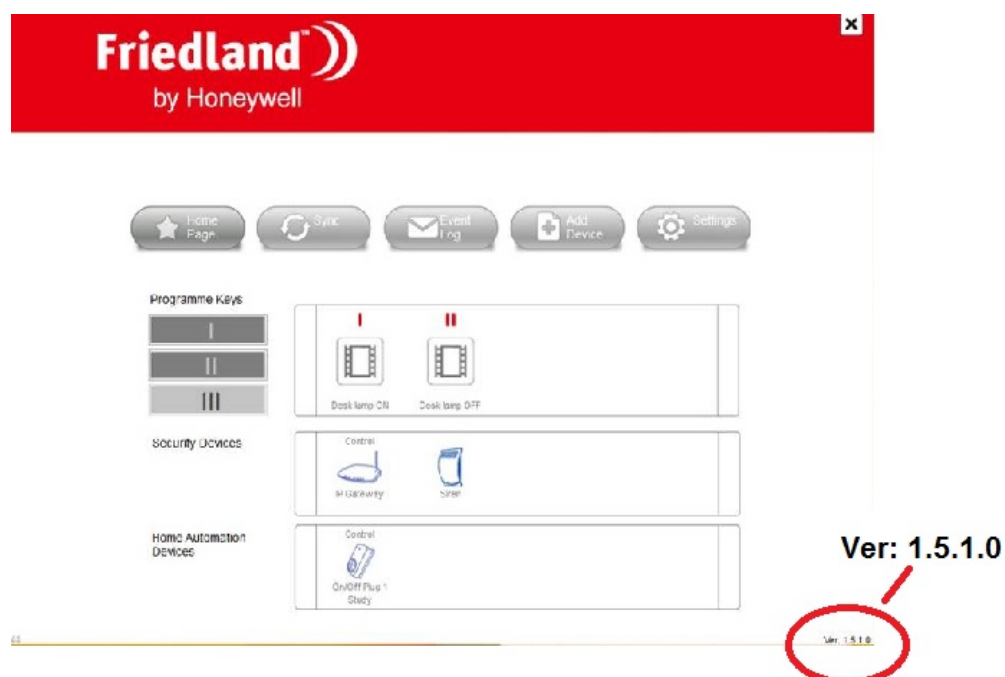 Friedland
by Honeywell
Home
Page
Sync
Event
Log
Add
Device
Settings
Programme Keys
I
II
III
I
II
Desk lamp ON
Desk lamp OFF
Security Devices
Control
IP Gateway
Siren
Home Automation
Devices
Control
On/Off Plug 1
Study
Ver: 1.5.1.0
Ver: 1.5.1.0